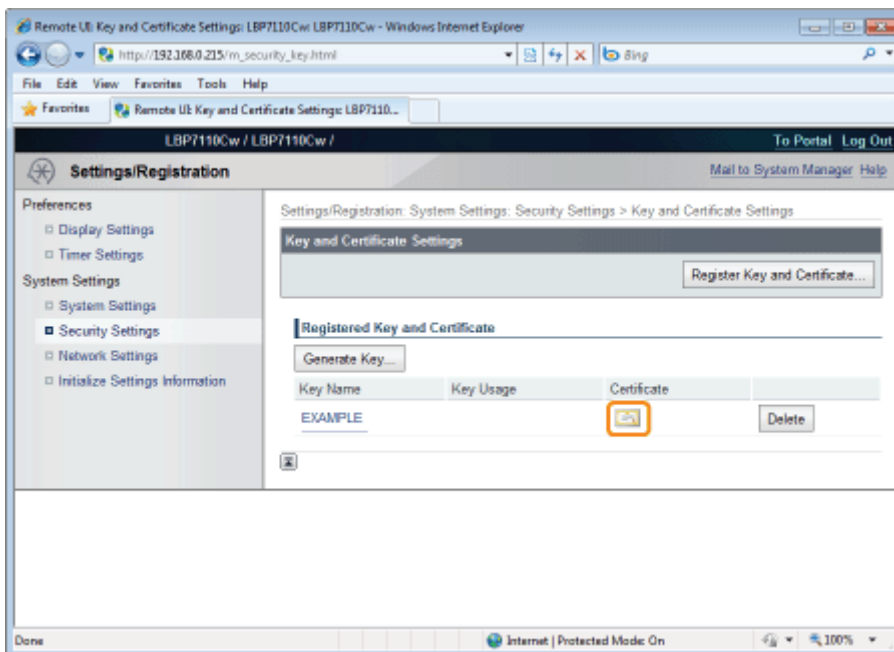 Remote UI: Key and Certificate Settings: LBP7110Cw: LBP7110Cw - Windows Internet Explorer
http://192.168.0.215/m_security_key.html
Bing
File Edit View Favorites Tools Help
Favorites Remote UI: Key and Certificate Settings: LBP7110...
LBP7110Cw / LBP7110Cw /
To Portal Log Out
Settings/Registration
Mail to System Manager Help
Preferences
Display Settings
Timer Settings
System Settings
System Settings
Security Settings
Network Settings
Initialize Settings Information
Settings/Registration: System Settings: Security Settings > Key and Certificate Settings
Key and Certificate Settings
Register Key and Certificate...
Registered Key and Certificate
Generate Key...
Key Name Key Usage Certificate
EXAMPLE Delete
Done Internet | Protected Mode: On 100%